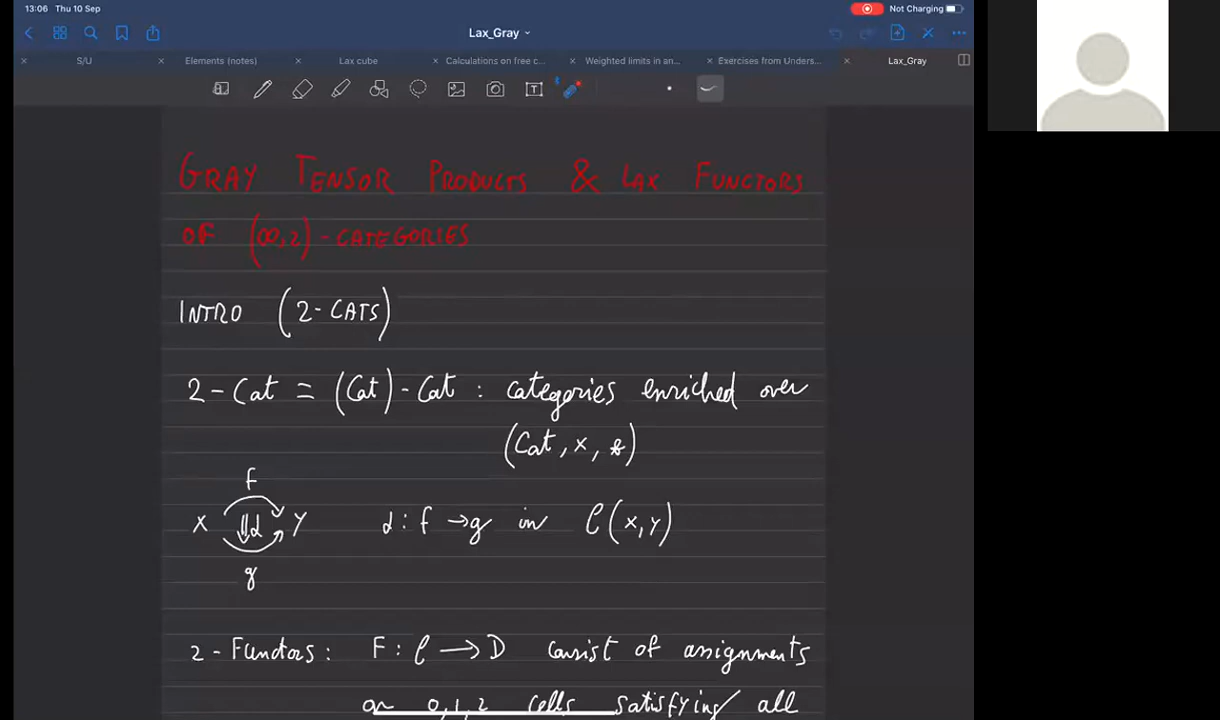 13:06 Thu 10 Sep
Not Charging
Lax_Gray
S/U
Elements (notes)
Lax cube
Calculations on free c...
Weighted limits in an...
Exercises from Unders...
Lax_Gray
GRAY TENSOR PRODUCTS & LAX FUNCTORS
OF (∞,2)-CATEGORIES
INTRO (2-CATS)
2-Cat = (Cat)-Cat : categories enriched over
(Cat, x, *)
f
x ⇓α y α : f → g in C(x,y)
g
2-Functors: F : C → D consist of assignments
on 0,1,2 cells satisfying all